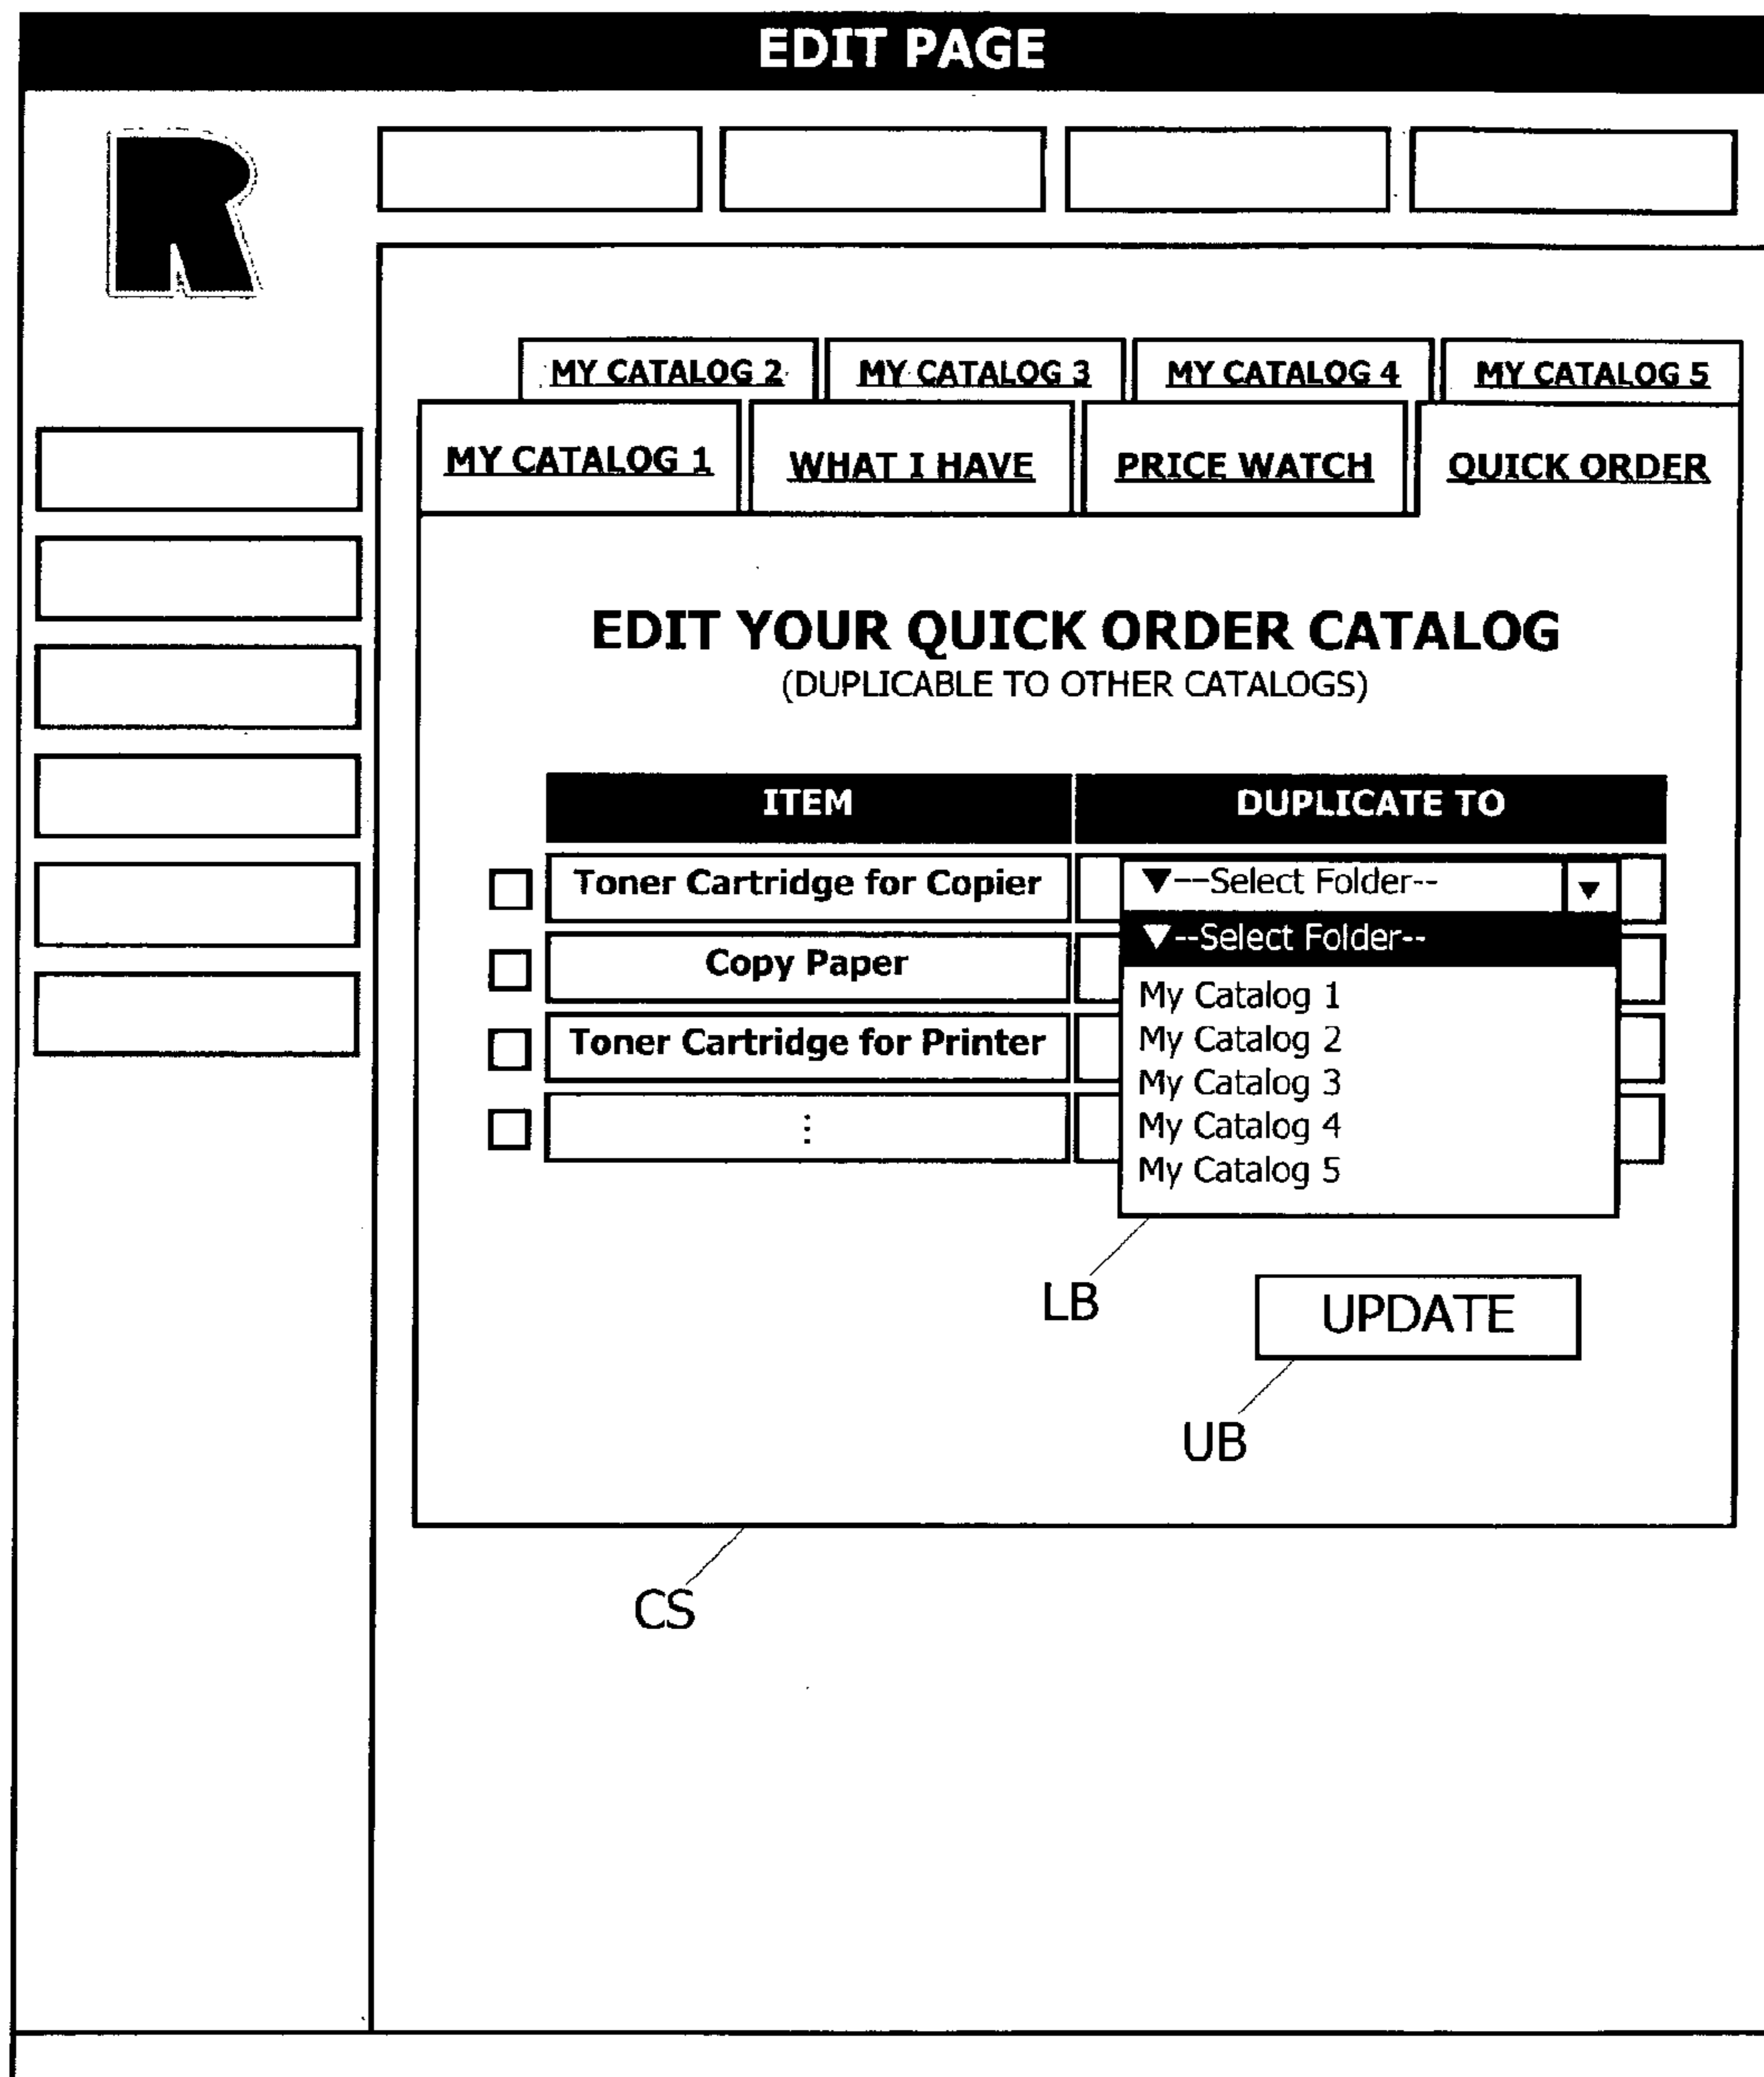 EDIT PAGE
R
MY CATALOG 2 MY CATALOG 3 MY CATALOG 4 MY CATALOG 5
MY CATALOG 1 WHAT I HAVE PRICE WATCH QUICK ORDER
EDIT YOUR QUICK ORDER CATALOG
(DUPLICABLE TO OTHER CATALOGS)
ITEM DUPLICATE TO
Toner Cartridge for Copier ▼--Select Folder-- ▼
▼--Select Folder--
Copy Paper
My Catalog 1
My Catalog 2
Toner Cartridge for Printer
My Catalog 3
⋮ My Catalog 4
My Catalog 5
LB
UPDATE
UB
CS